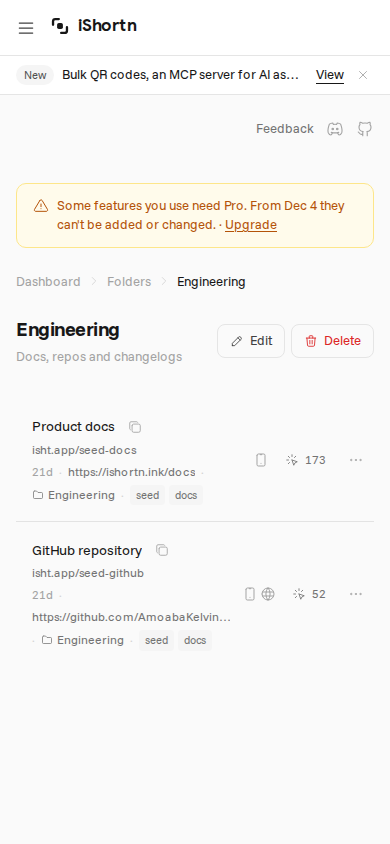 iShortn
New Bulk QR codes, an MCP server for AI as... View
Feedback
Some features you use need Pro. From Dec 4 they
can't be added or changed. · Upgrade
Dashboard Folders Engineering
Engineering
Docs, repos and changelogs
Edit Delete
Product docs
isht.app/seed-docs
21d · https://ishortn.ink/docs ·
Engineering · seed docs
173
GitHub repository
isht.app/seed-github
21d ·
https://github.com/AmoabaKelvin...
· Engineering · seed docs
52